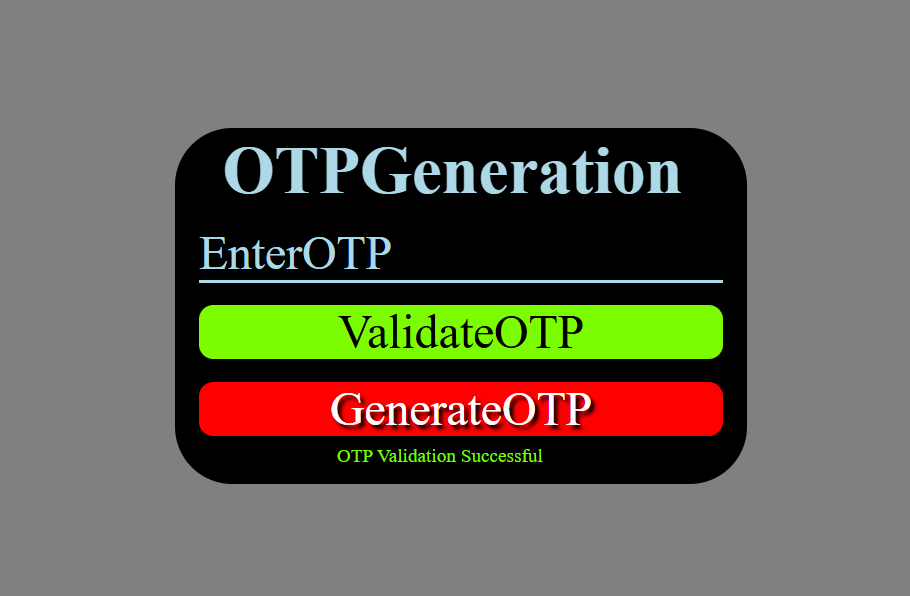 OTPGeneration
EnterOTP
ValidateOTP
GenerateOTP
OTP Validation Successful